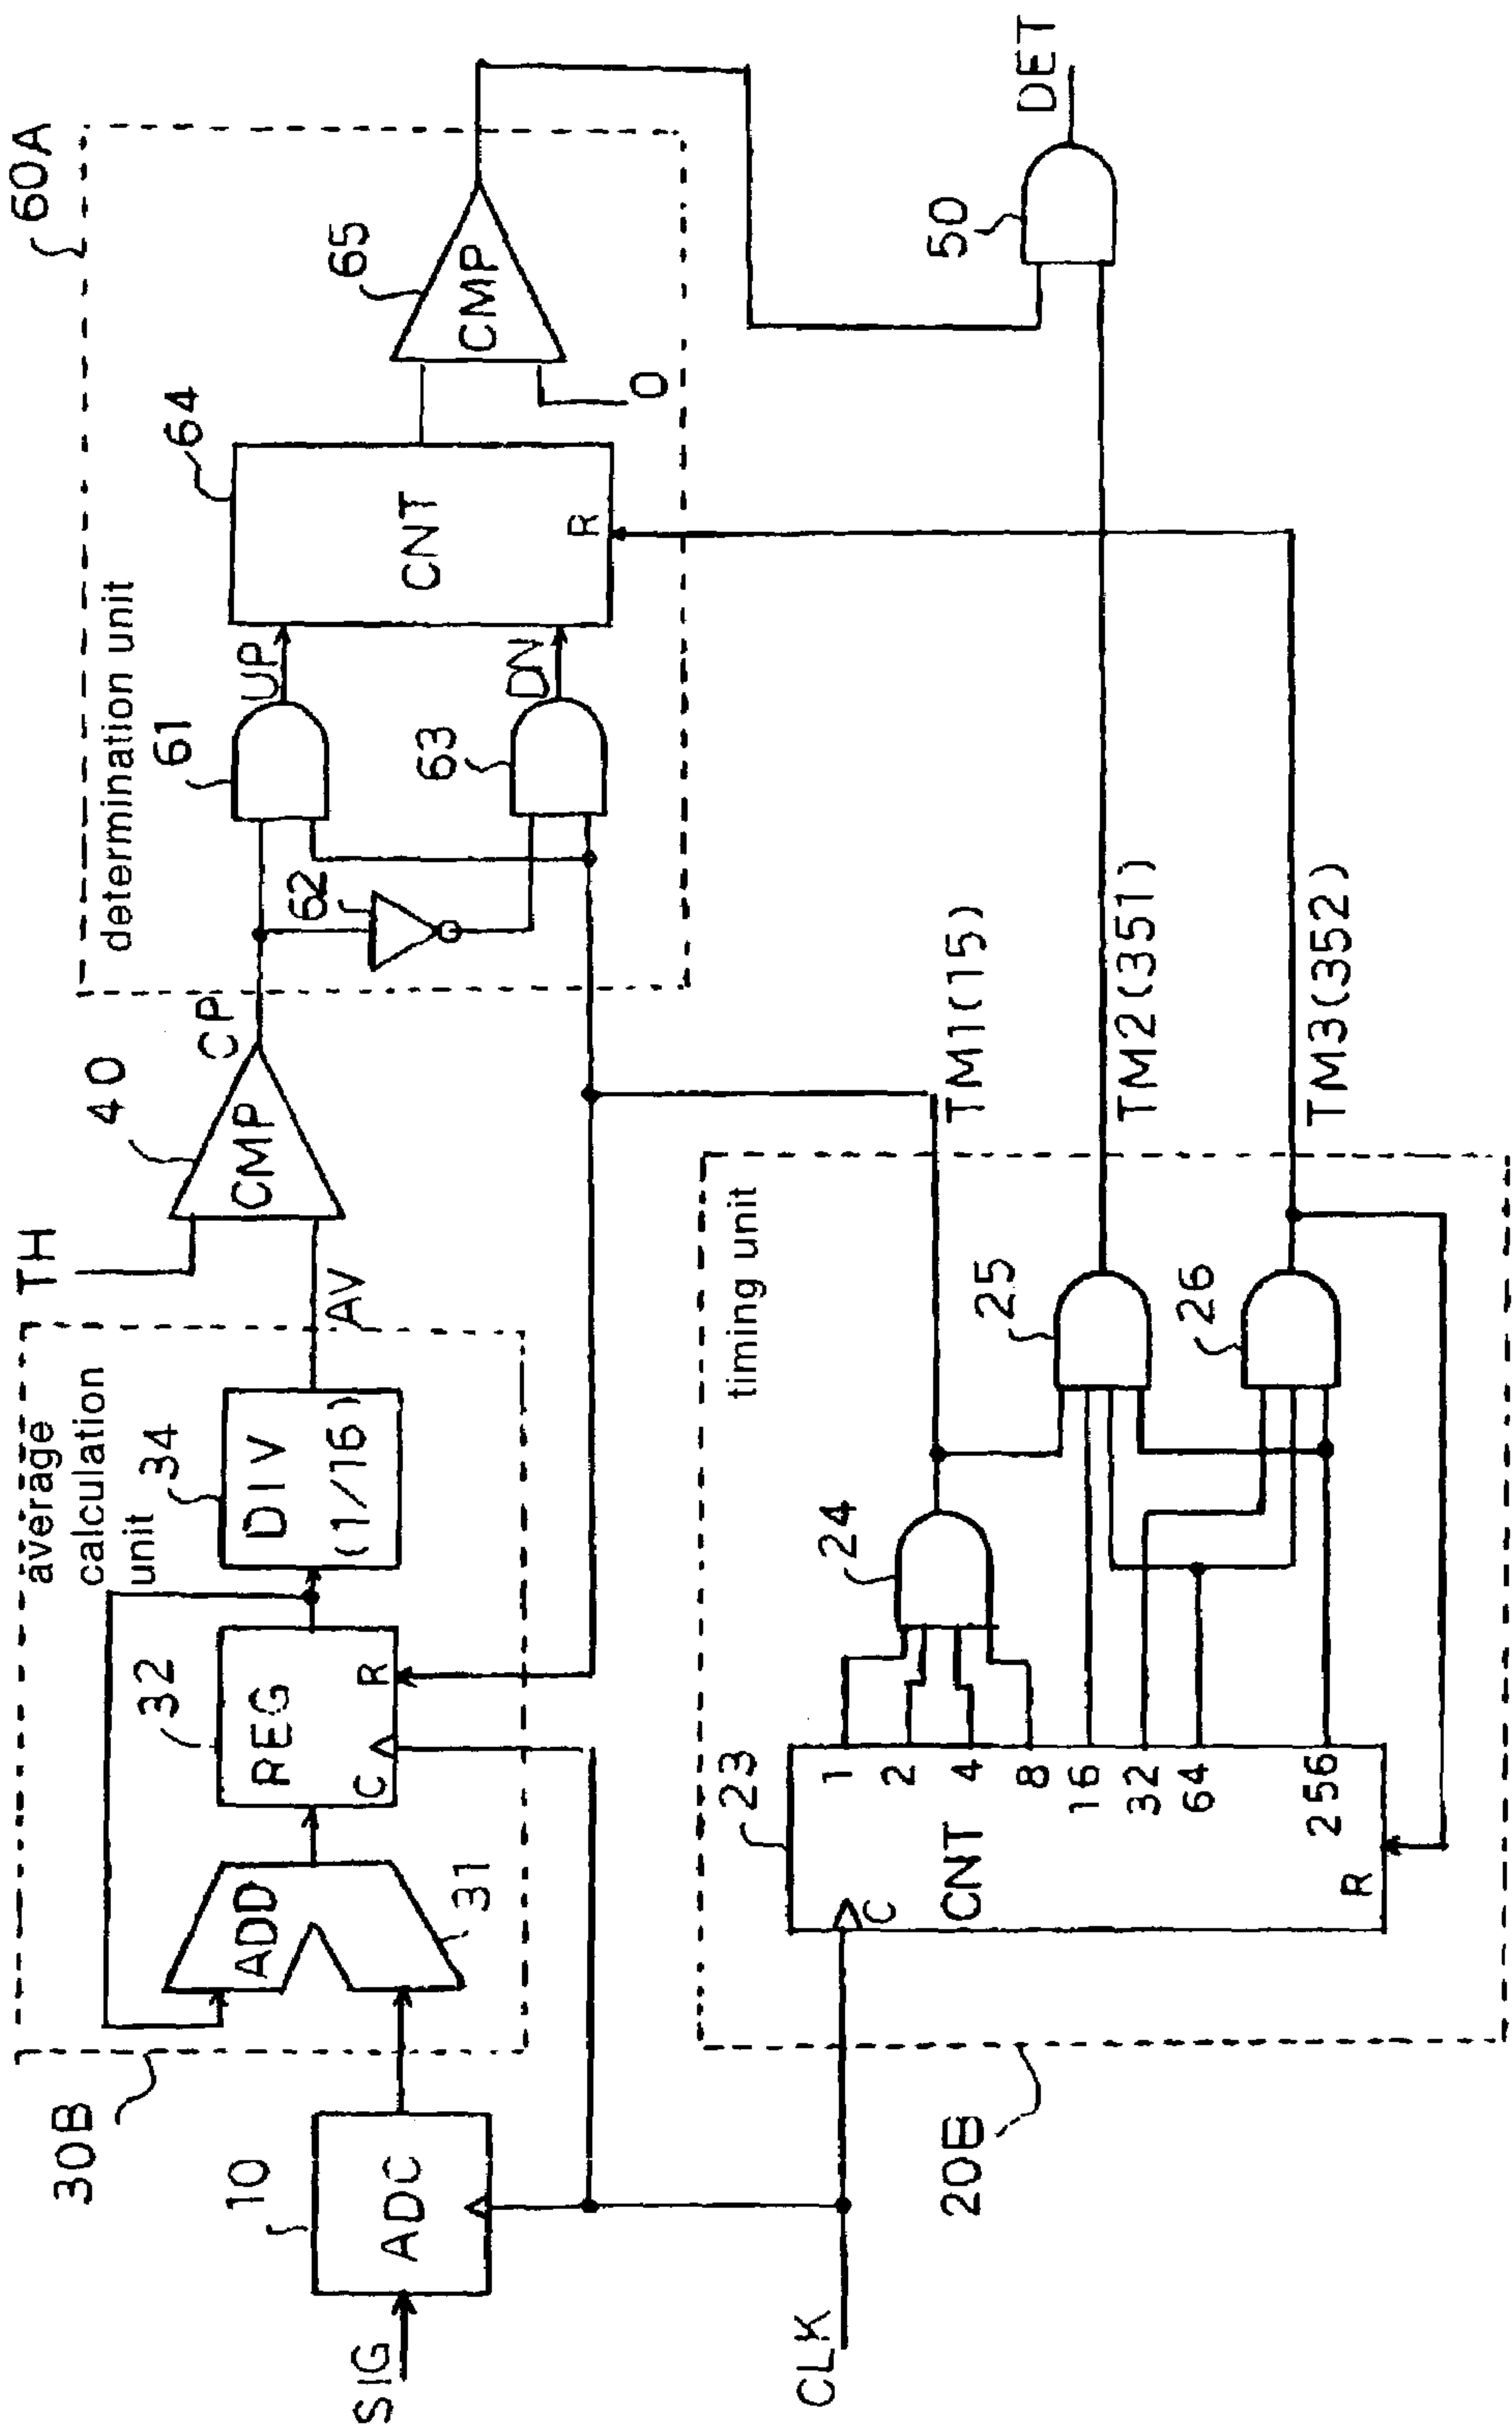 60A
determination unit
TH
40
CMP
CP
61
UP
62
63
DN
64
CNT
R
65
CMP
0
30B
average
calculation
unit
10
ADC
SIG
ADD
31
32
REG
C
R
34
DIV
(1/16)
AV
50
DET
TM1(15)
TM2(351)
TM3(352)
timing unit
20B
CLK
23
C
CNT
R
1
2
4
8
16
32
64
256
24
25
26